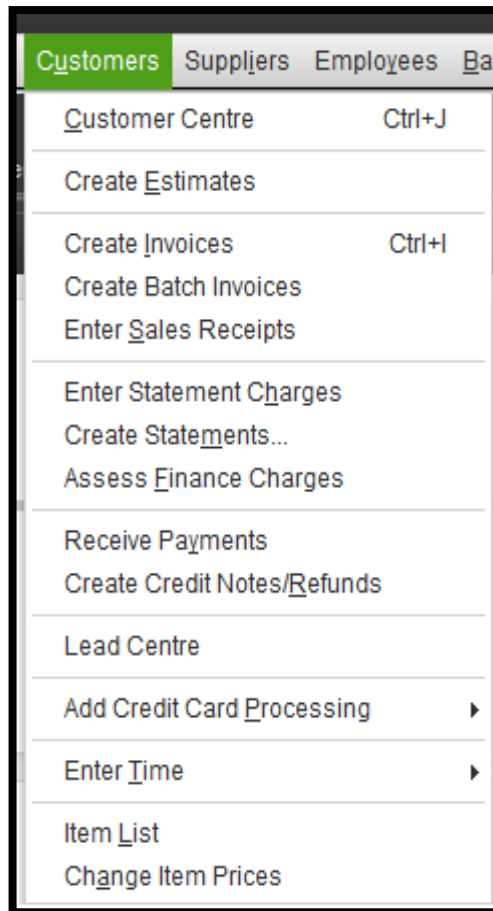 Customers Suppliers Employees Ba
Customer Centre Ctrl+J
Create Estimates
Create Invoices Ctrl+I
Create Batch Invoices
Enter Sales Receipts
Enter Statement Charges
Create Statements...
Assess Finance Charges
Receive Payments
Create Credit Notes/Refunds
Lead Centre
Add Credit Card Processing
Enter Time
Item List
Change Item Prices